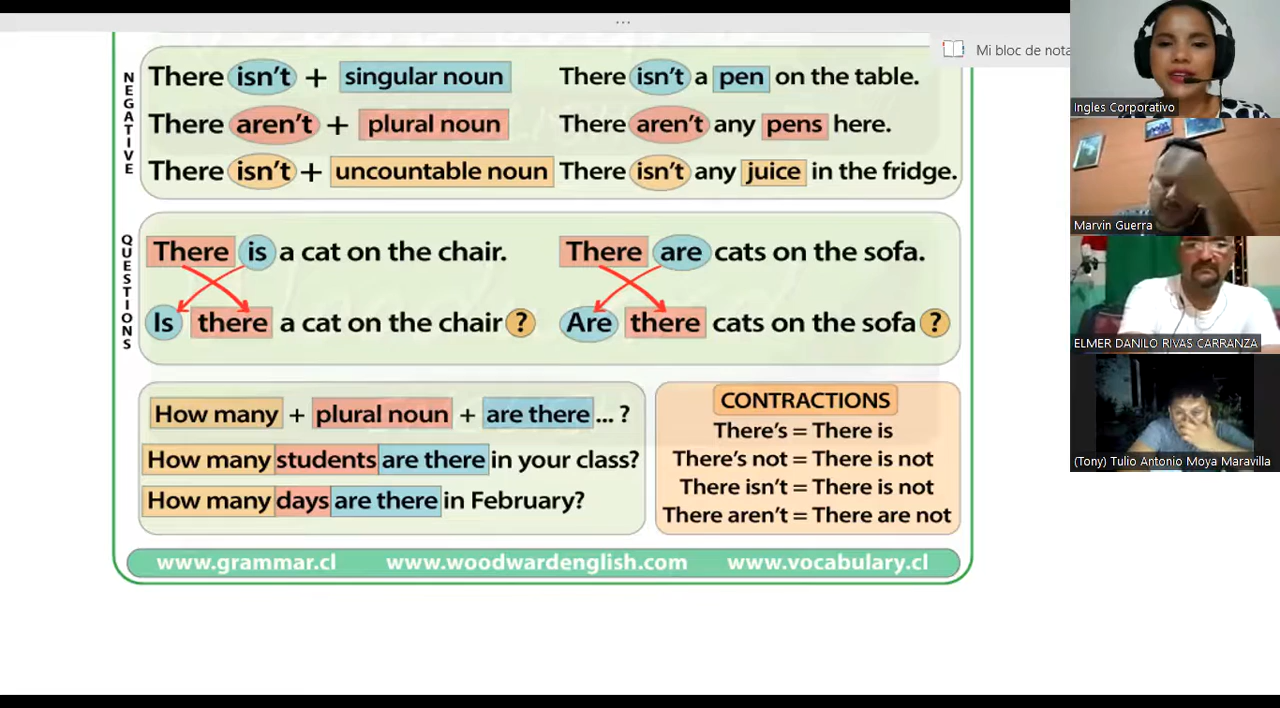 ...
Mi bloc de nota
NEGATIVE
There isn't + singular noun There isn't a pen on the table.
There aren't + plural noun There aren't any pens here.
There isn't + uncountable noun There isn't any juice in the fridge.
QUESTIONS
There is a cat on the chair. There are cats on the sofa.
Is there a cat on the chair ? Are there cats on the sofa ?
How many + plural noun + are there ... ?
How many students are there in your class?
How many days are there in February?
CONTRACTIONS
There's = There is
There's not = There is not
There isn't = There is not
There aren't = There are not
www.grammar.cl www.woodwardenglish.com www.vocabulary.cl
Ingles Corporativo
Marvin Guerra
ELMER DANILO RIVAS CARRANZA
(Tony) Tulio Antonio Moya Maravilla